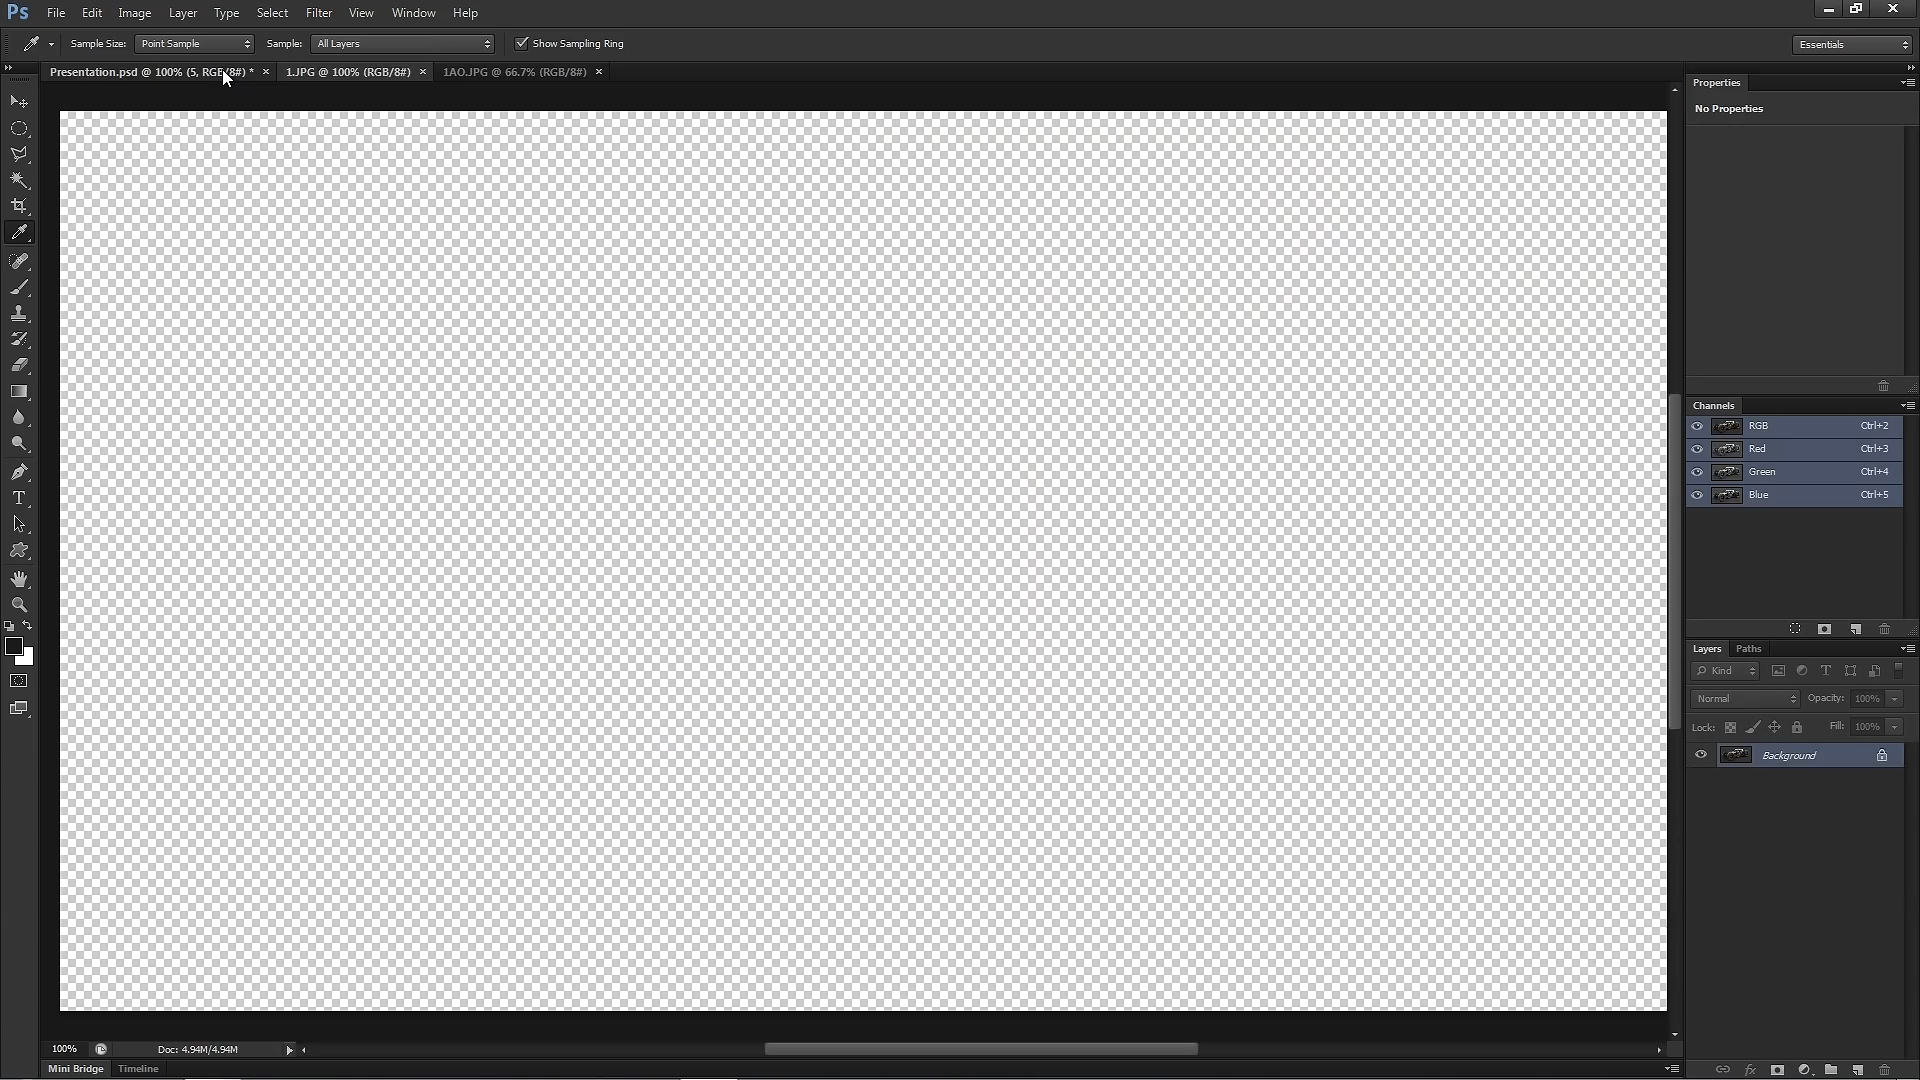 Ps File Edit Image Layer Type Select Filter View Window Help
Sample Size: Point Sample Sample: All Layers Show Sampling Ring Essentials
Presentation.psd @ 100% (5, RGB/8#) * × 1.JPG @ 100% (RGB/8#) × 1AO.JPG @ 66.7% (RGB/8#) ×
Properties
No Properties
Channels
RGB Ctrl+2
Red Ctrl+3
Green Ctrl+4
Blue Ctrl+5
Layers Paths
Kind
Normal Opacity: 100%
Lock: Fill: 100%
Background
100% Doc: 4.94M/4.94M
Mini Bridge Timeline